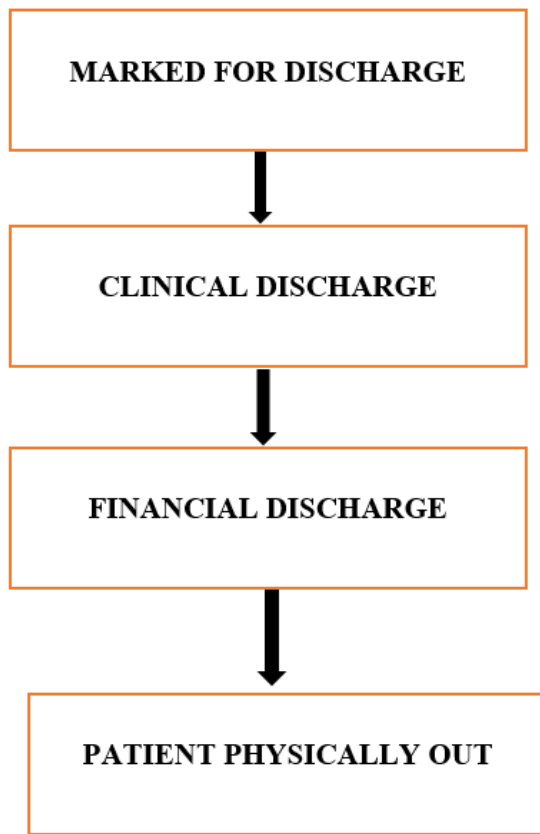 MARKED FOR DISCHARGE
CLINICAL DISCHARGE
FINANCIAL DISCHARGE
PATIENT PHYSICALLY OUT